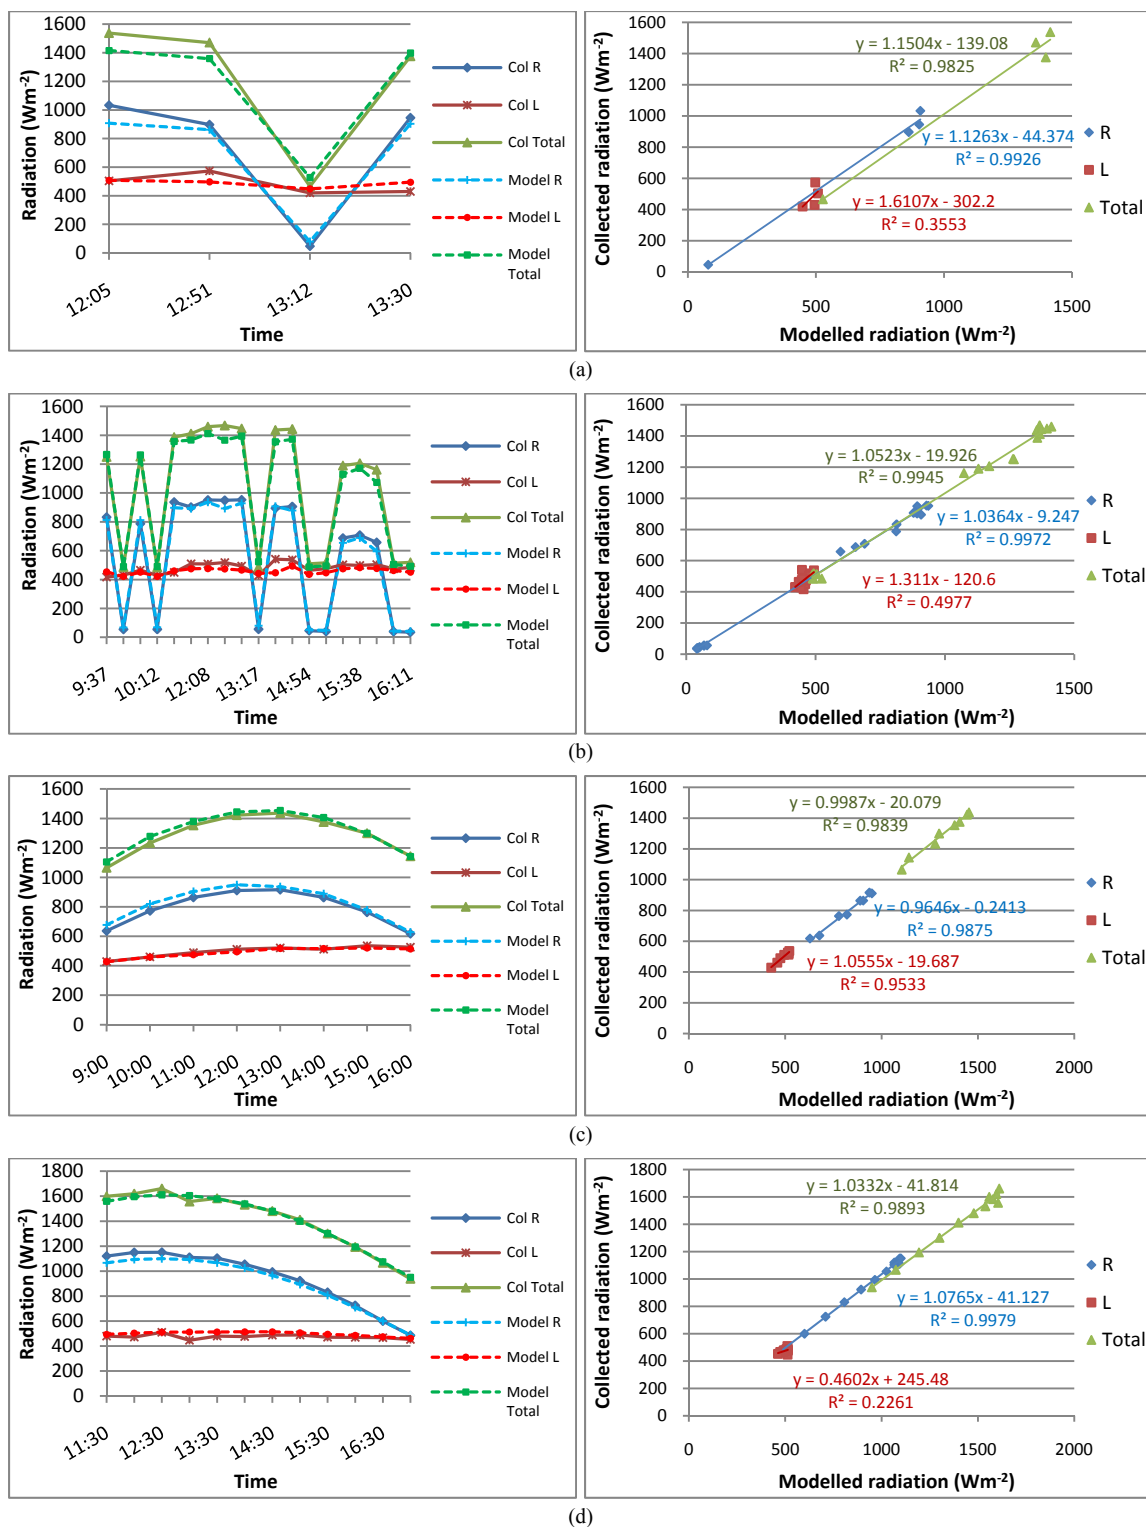 1600
1400
1200
1000
800
600
400
200
0
Radiation (Wm-2)
12:05
12:51
13:12
13:30
Time
Col R
Col L
Col Total
Model R
Model L
Model
Total
1600
1400
1200
1000
800
600
400
200
0
Collected radiation (Wm-2)
0
500
1000
1500
Modelled radiation (Wm-2)
y = 1.1504x - 139.08
R² = 0.9825
y = 1.1263x - 44.374
R² = 0.9926
y = 1.6107x - 302.2
R² = 0.3553
R
L
Total
(a)
1600
1400
1200
1000
800
600
400
200
0
Radiation (Wm-2)
9:37
10:12
12:08
13:17
14:54
15:38
16:11
Time
Col R
Col L
Col Total
Model R
Model L
Model
Total
1600
1400
1200
1000
800
600
400
200
0
Collected radiation (Wm-2)
0
500
1000
1500
Modelled radiation (Wm-2)
y = 1.0523x - 19.926
R² = 0.9945
y = 1.0364x - 9.247
R² = 0.9972
y = 1.311x - 120.6
R² = 0.4977
R
L
Total
(b)
1600
1400
1200
1000
800
600
400
200
0
Radiation (Wm-2)
9:00
10:00
11:00
12:00
13:00
14:00
15:00
16:00
Time
Col R
Col L
Col Total
Model R
Model L
Model
Total
1600
1400
1200
1000
800
600
400
200
0
Collected radiation (Wm-2)
0
500
1000
1500
2000
Modelled radiation (Wm-2)
y = 0.9987x - 20.079
R² = 0.9839
y = 0.9646x - 0.2413
R² = 0.9875
y = 1.0555x - 19.687
R² = 0.9533
R
L
Total
(c)
1800
1600
1400
1200
1000
800
600
400
200
0
Radiation (Wm-2)
11:30
12:30
13:30
14:30
15:30
16:30
Time
Col R
Col L
Col Total
Model R
Model L
Model
Total
1800
1600
1400
1200
1000
800
600
400
200
0
Collected radiation (Wm-2)
0
500
1000
1500
2000
Modelled radiation (Wm-2)
y = 1.0332x - 41.814
R² = 0.9893
y = 1.0765x - 41.127
R² = 0.9979
y = 0.4602x + 245.48
R² = 0.2261
R
L
Total
(d)